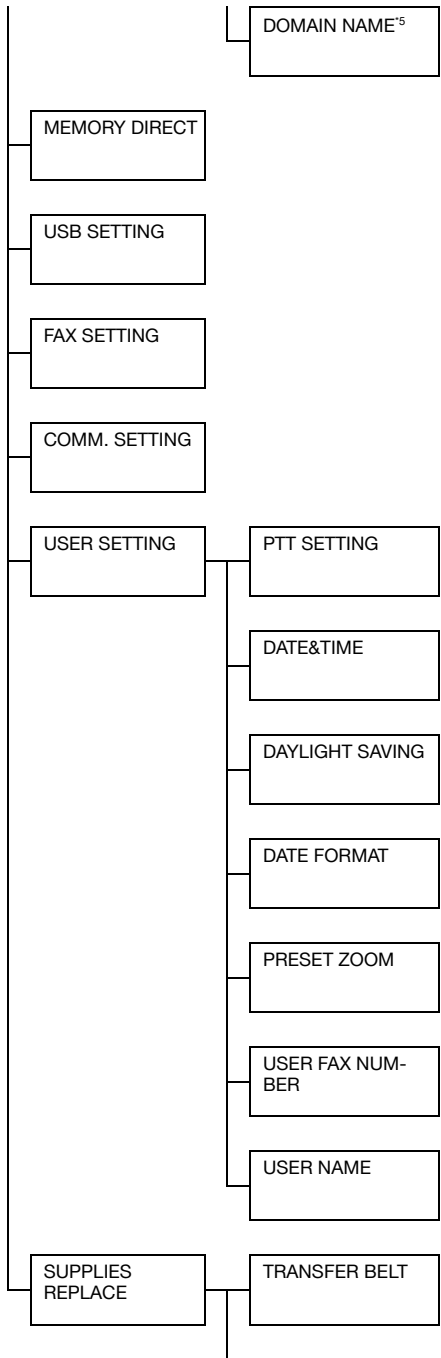 DOMAIN NAME*5
MEMORY DIRECT
USB SETTING
FAX SETTING
COMM. SETTING
USER SETTING
PTT SETTING
DATE&TIME
DAYLIGHT SAVING
DATE FORMAT
PRESET ZOOM
USER FAX NUM-
BER
USER NAME
SUPPLIES
REPLACE
TRANSFER BELT